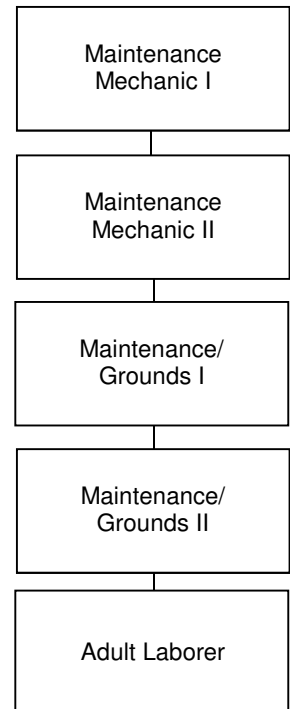 Maintenance
Mechanic I
Maintenance
Mechanic II
Maintenance/
Grounds I
Maintenance/
Grounds II
Adult Laborer